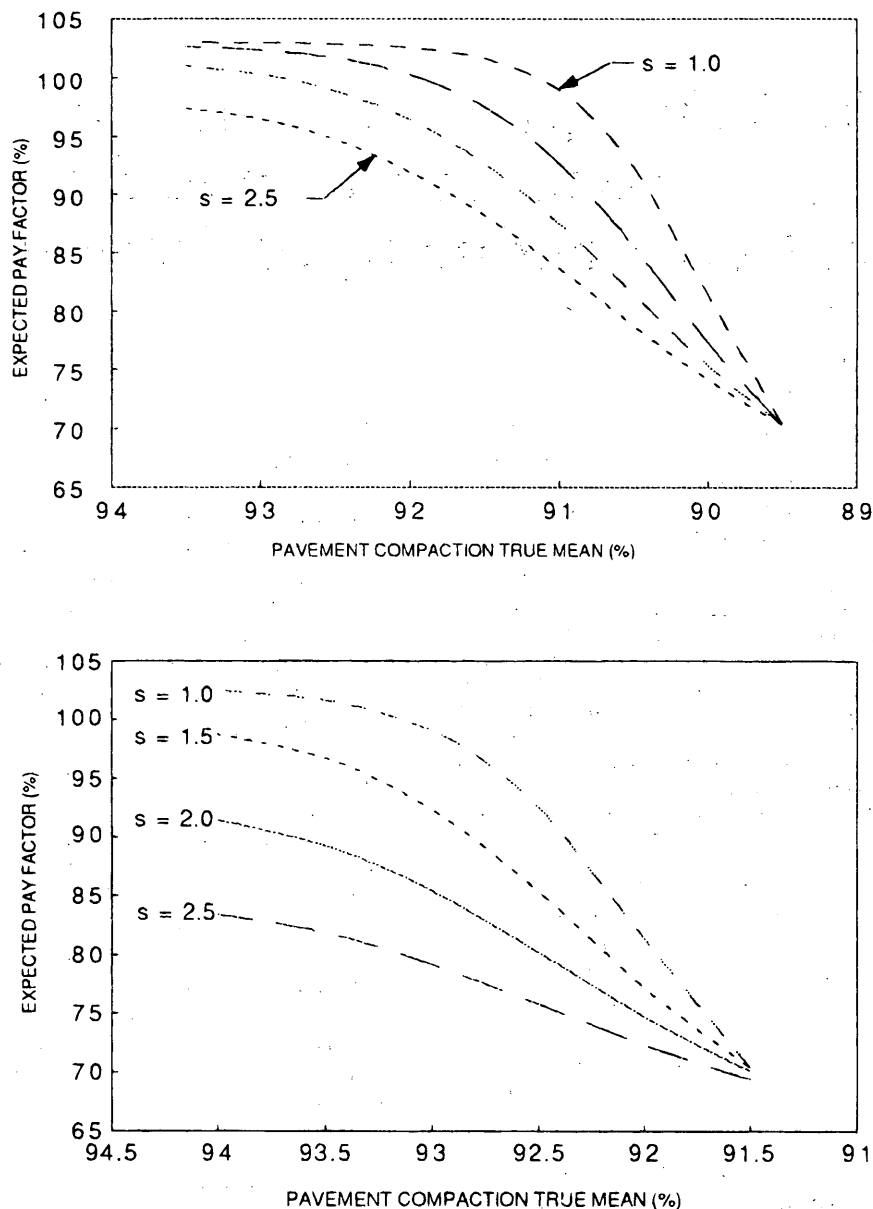 105
100
95
90
85
80
75
70
65
EXPECTED PAY FACTOR (%)
s = 1.0
s = 2.5
94 93 92 91 90 89
PAVEMENT COMPACTION TRUE MEAN (%)
105
100
95
90
85
80
75
70
65
EXPECTED PAY FACTOR (%)
s = 1.0
s = 1.5
s = 2.0
s = 2.5
94.5 94 93.5 93 92.5 92 91.5 91
PAVEMENT COMPACTION TRUE MEAN (%)